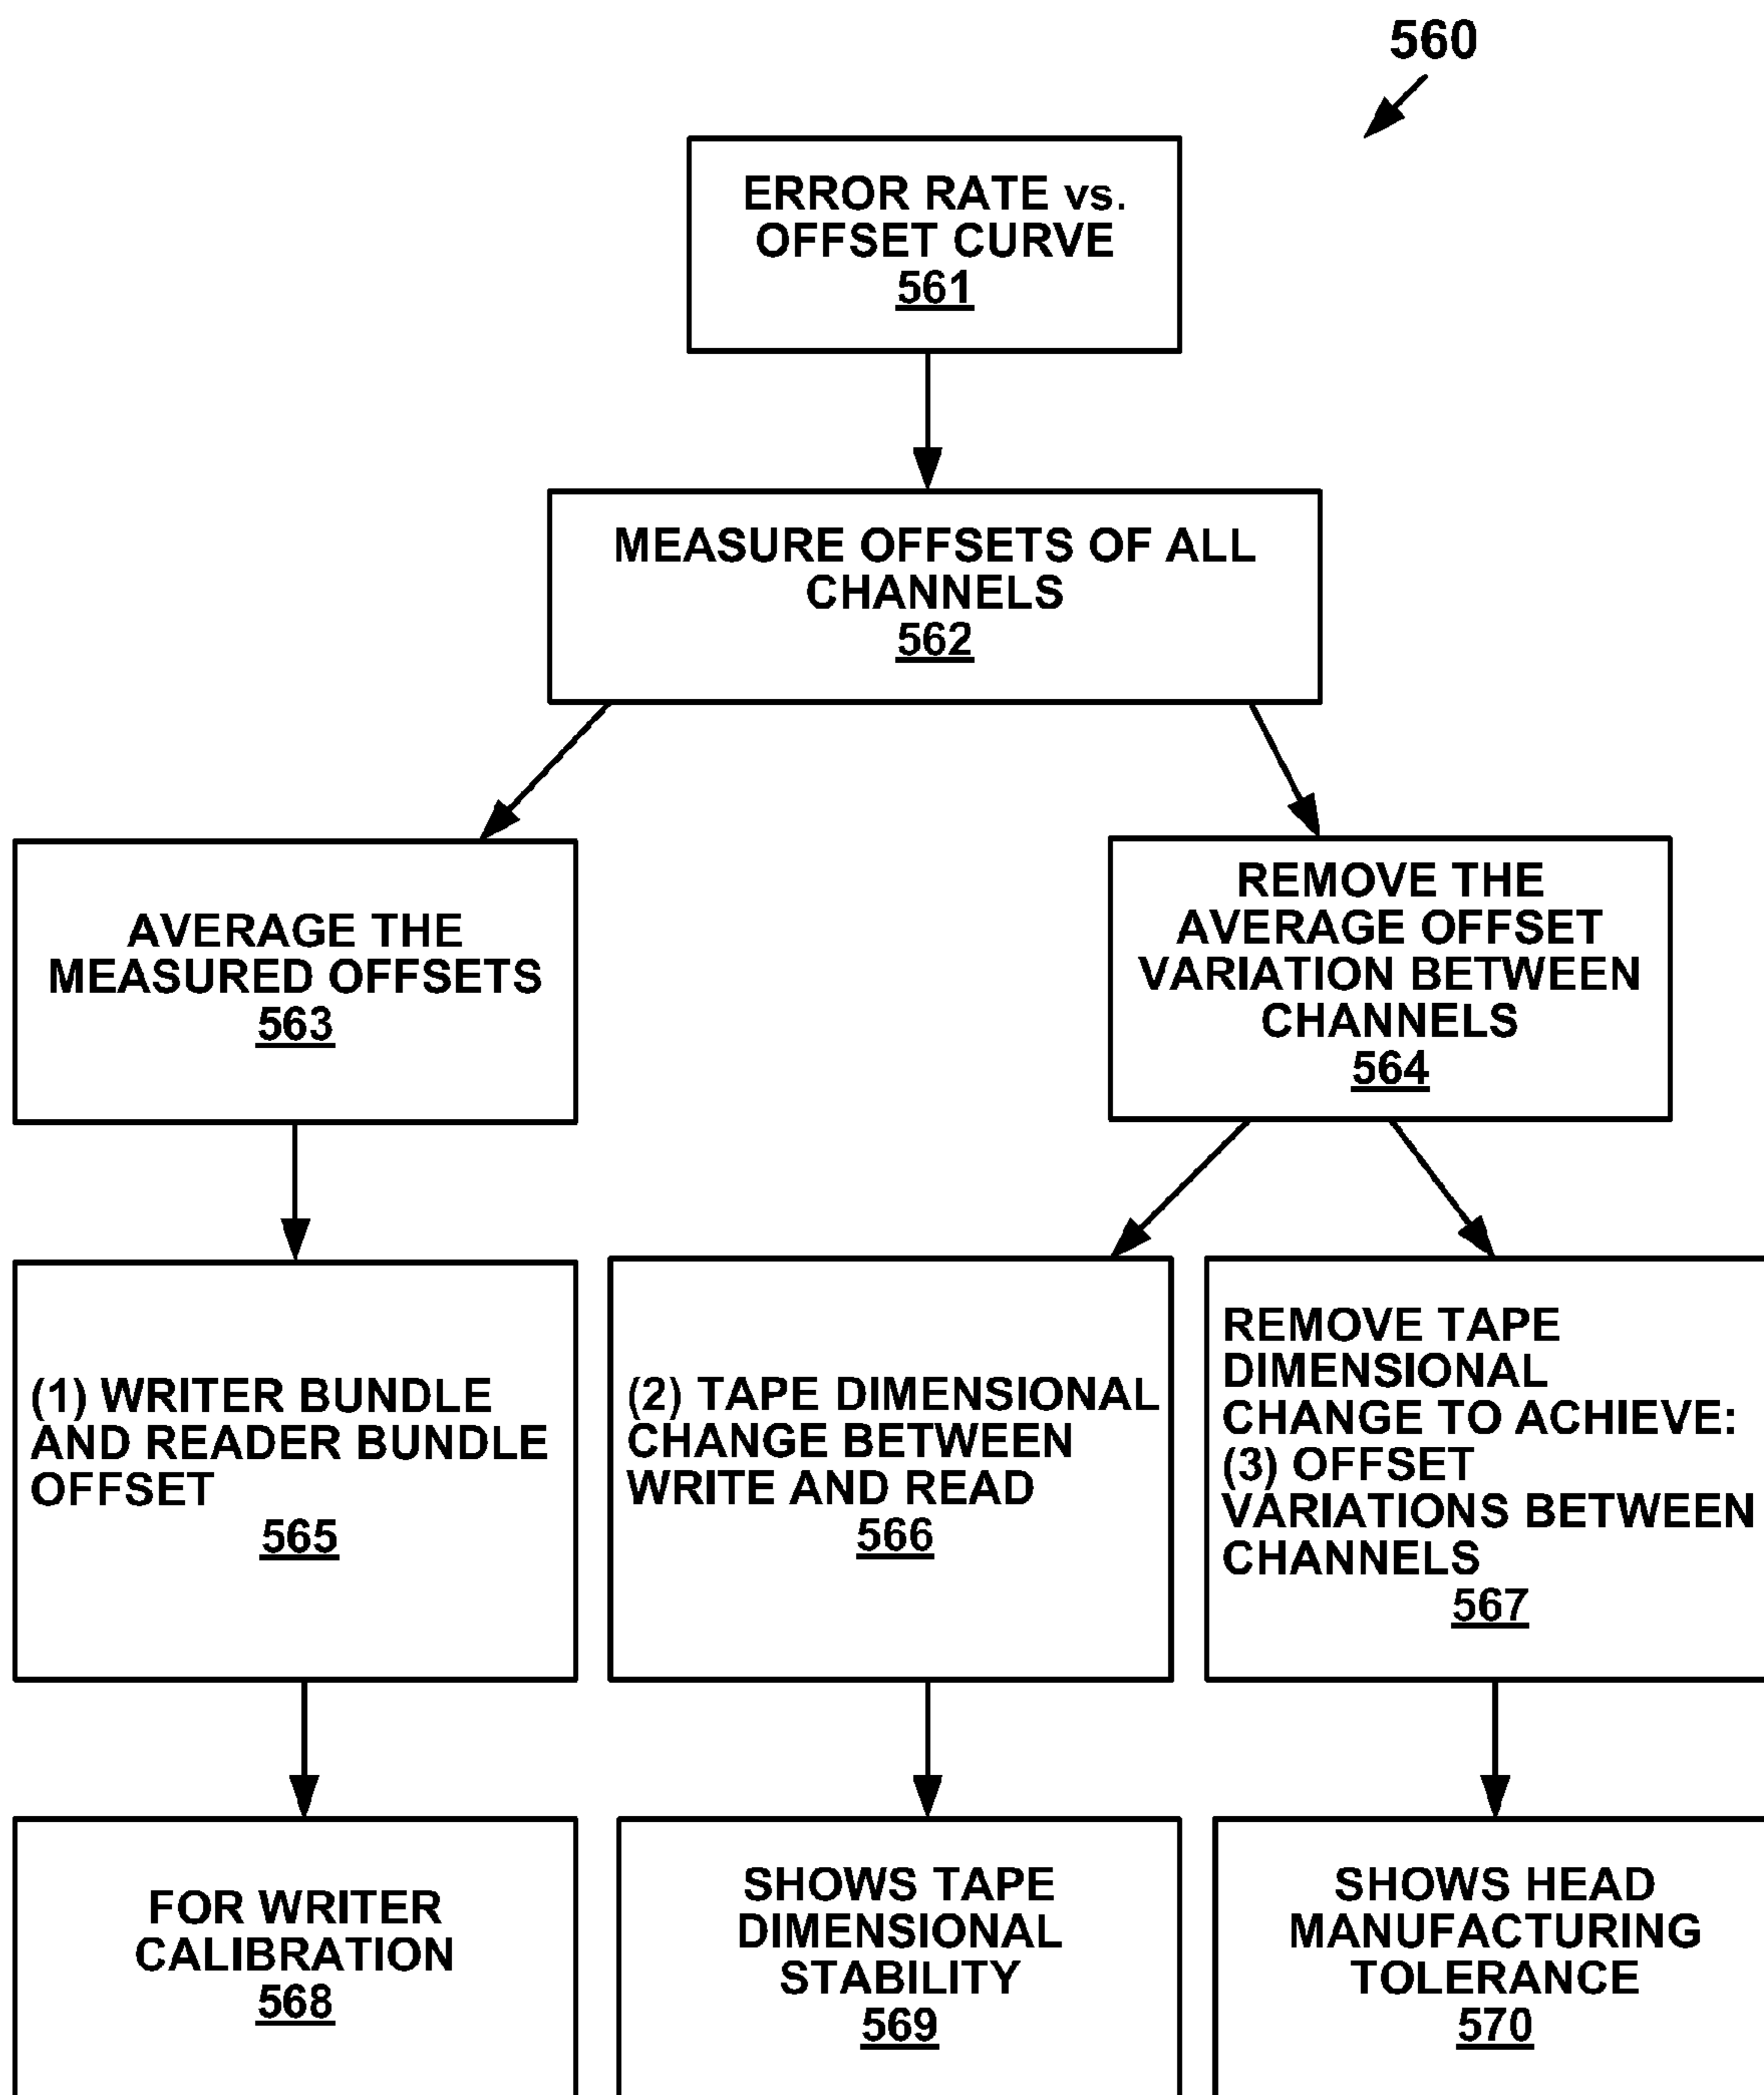 560
ERROR RATE vs.
OFFSET CURVE
561
MEASURE OFFSETS OF ALL
CHANNELS
562
AVERAGE THE
MEASURED OFFSETS
563
REMOVE THE
AVERAGE OFFSET
VARIATION BETWEEN
CHANNELS
564
(1) WRITER BUNDLE
AND READER BUNDLE
OFFSET
565
(2) TAPE DIMENSIONAL
CHANGE BETWEEN
WRITE AND READ
566
REMOVE TAPE
DIMENSIONAL
CHANGE TO ACHIEVE:
(3) OFFSET
VARIATIONS BETWEEN
CHANNELS
567
FOR WRITER
CALIBRATION
568
SHOWS TAPE
DIMENSIONAL
STABILITY
569
SHOWS HEAD
MANUFACTURING
TOLERANCE
570